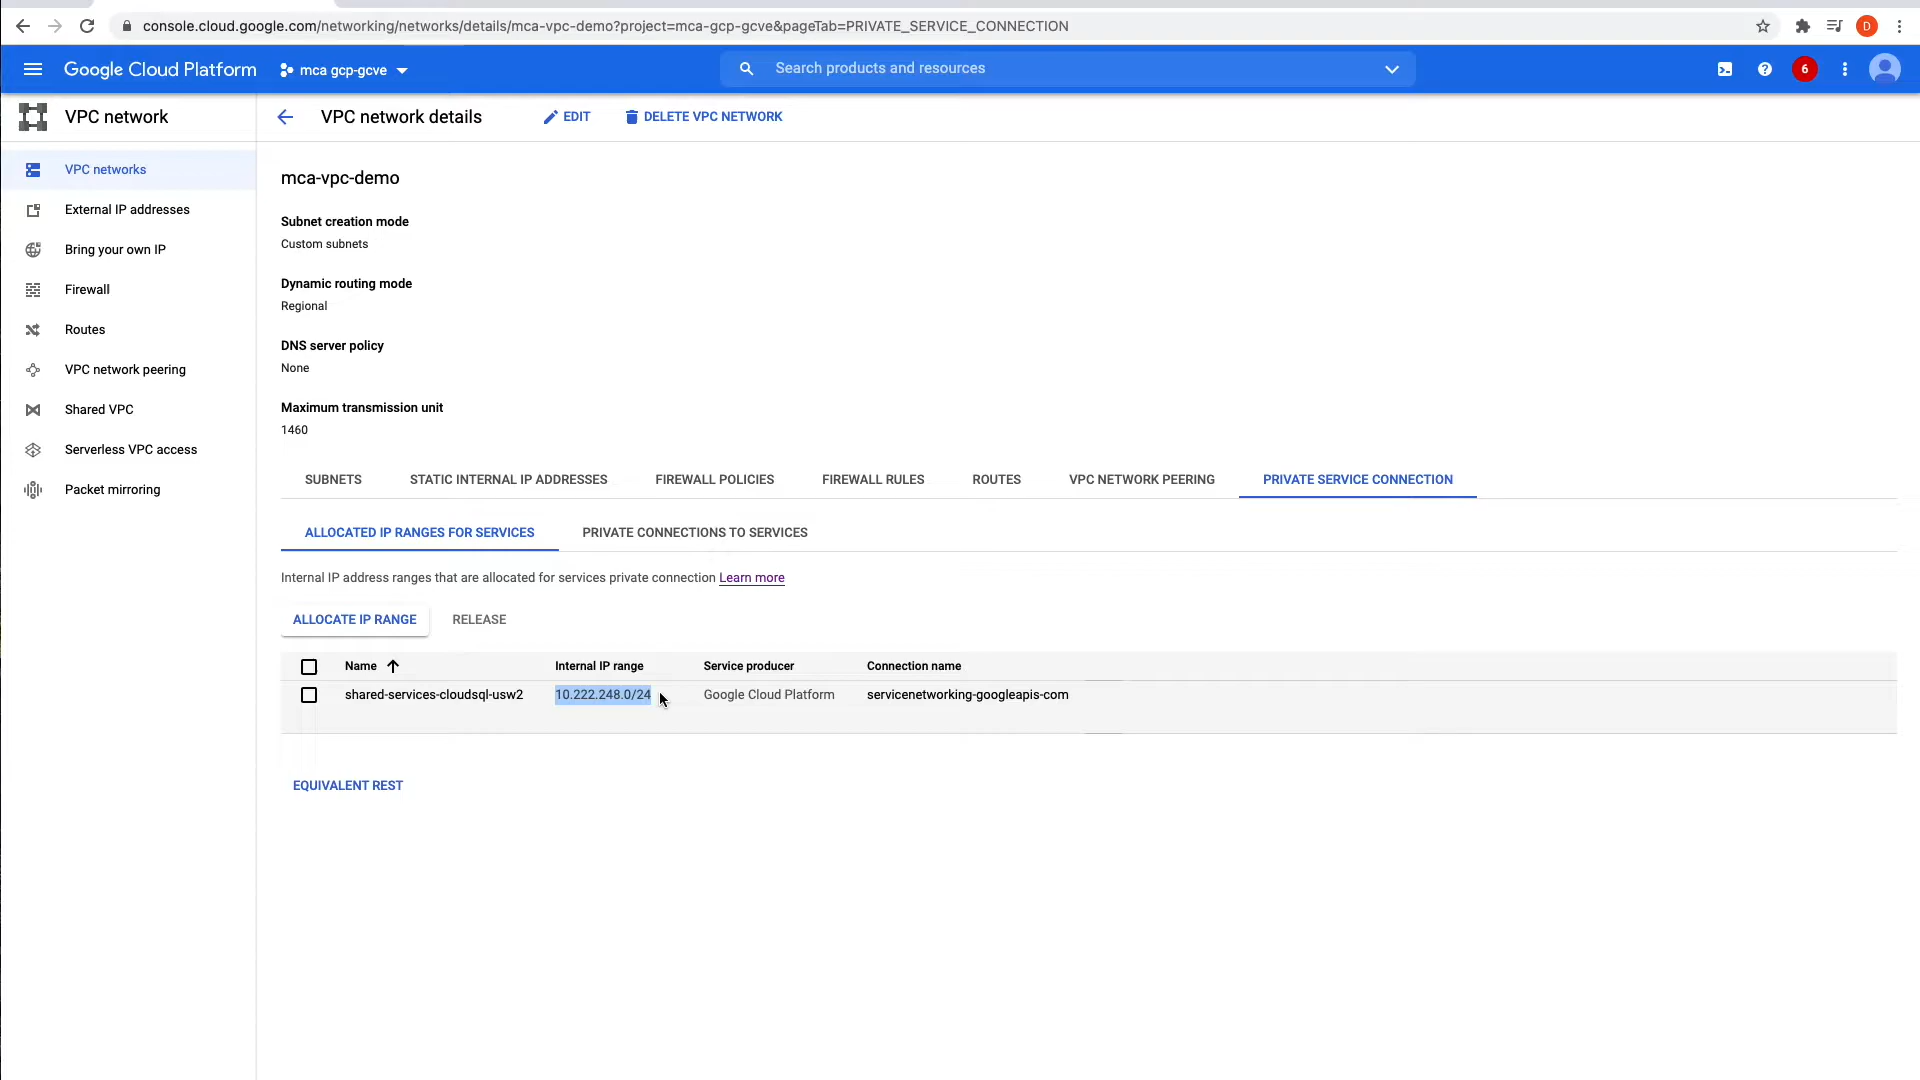 console.cloud.google.com/networking/networks/details/mca-vpc-demo?project=mca-gcp-gcve&pageTab=PRIVATE_SERVICE_CONNECTION
D
Google Cloud Platform
mca gcp-gcve
Search products and resources
6
VPC network
VPC network details
EDIT
DELETE VPC NETWORK
VPC networks
External IP addresses
Bring your own IP
Firewall
Routes
VPC network peering
Shared VPC
Serverless VPC access
Packet mirroring
mca-vpc-demo
Subnet creation mode
Custom subnets
Dynamic routing mode
Regional
DNS server policy
None
Maximum transmission unit
1460
SUBNETS STATIC INTERNAL IP ADDRESSES FIREWALL POLICIES FIREWALL RULES ROUTES VPC NETWORK PEERING PRIVATE SERVICE CONNECTION
ALLOCATED IP RANGES FOR SERVICES PRIVATE CONNECTIONS TO SERVICES
Internal IP address ranges that are allocated for services private connection Learn more
ALLOCATE IP RANGE RELEASE
Name Internal IP range Service producer Connection name
shared-services-cloudsql-usw2 10.222.248.0/24 Google Cloud Platform servicenetworking-googleapis-com
EQUIVALENT REST